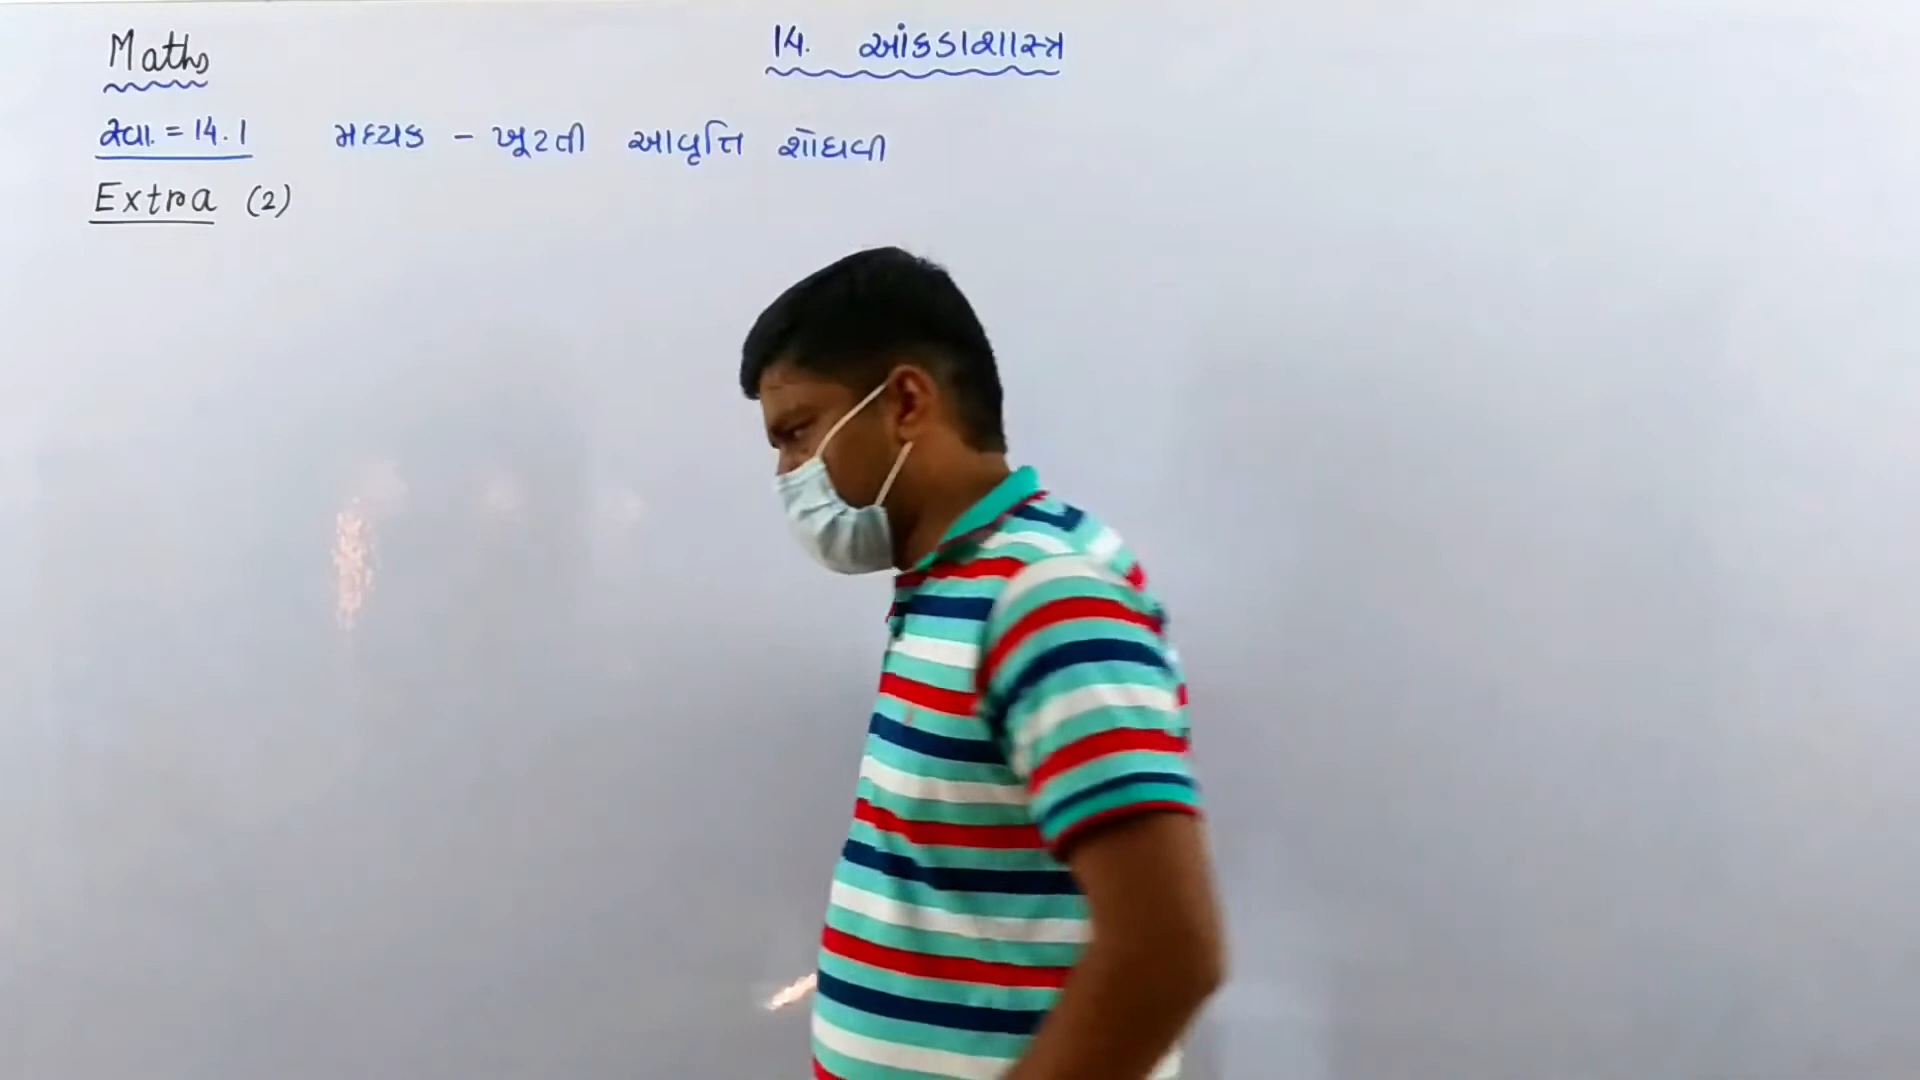 Maths
14. આંકડાશાસ્ત્ર
સ્વા. = 14.1 મધ્યક - ખૂટતી આવૃત્તિ શોધવી
Extra (2)